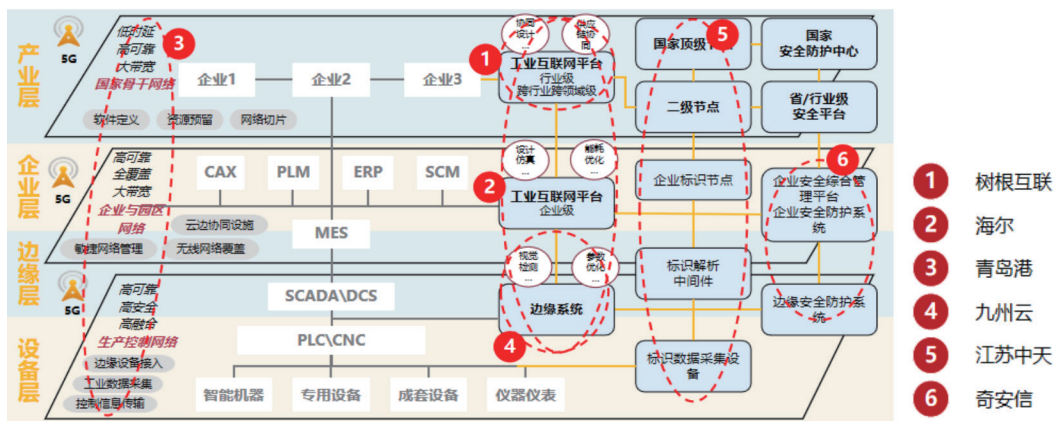 产业层
5G
低时延
高可靠
大带宽
国家骨干网络
3
企业1
企业2
企业3
软件定义
资源预留
网络切片
协同
设计
...
供应
链协
同
1
工业互联网平台
行业级
跨行业跨领域级
5
国家顶级节点
国家
安全防护中心
二级节点
省/行业级
安全平台
企业层
5G
高可靠
全覆盖
大带宽
企业与园区
网络
CAX
PLM
ERP
SCM
设计
仿真
...
能耗
优化
...
2
工业互联网平台
企业级
企业标识节点
6
企业安全综合管
理平台
企业安全防护系
统
云边协同设施
敏捷网络管理
无线网络覆盖
MES
边缘层
5G
高可靠
高安全
高融合
生产控制网络
视觉
检测
...
参数
优化
...
标识解析
中间件
SCADA\DCS
边缘系统
边缘安全防护系
统
4
PLC\CNC
标识数据采集设
备
设备层
边缘设备接入
工业数据采集
控制信息传输
智能机器
专用设备
成套设备
仪器仪表
1 树根互联
2 海尔
3 青岛港
4 九州云
5 江苏中天
6 奇安信